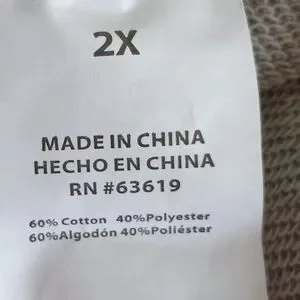 2X
MADE IN CHINA
HECHO EN CHINA
RN #63619
60% Cotton 40%Polyester
60%Algodón 40%Poliéster